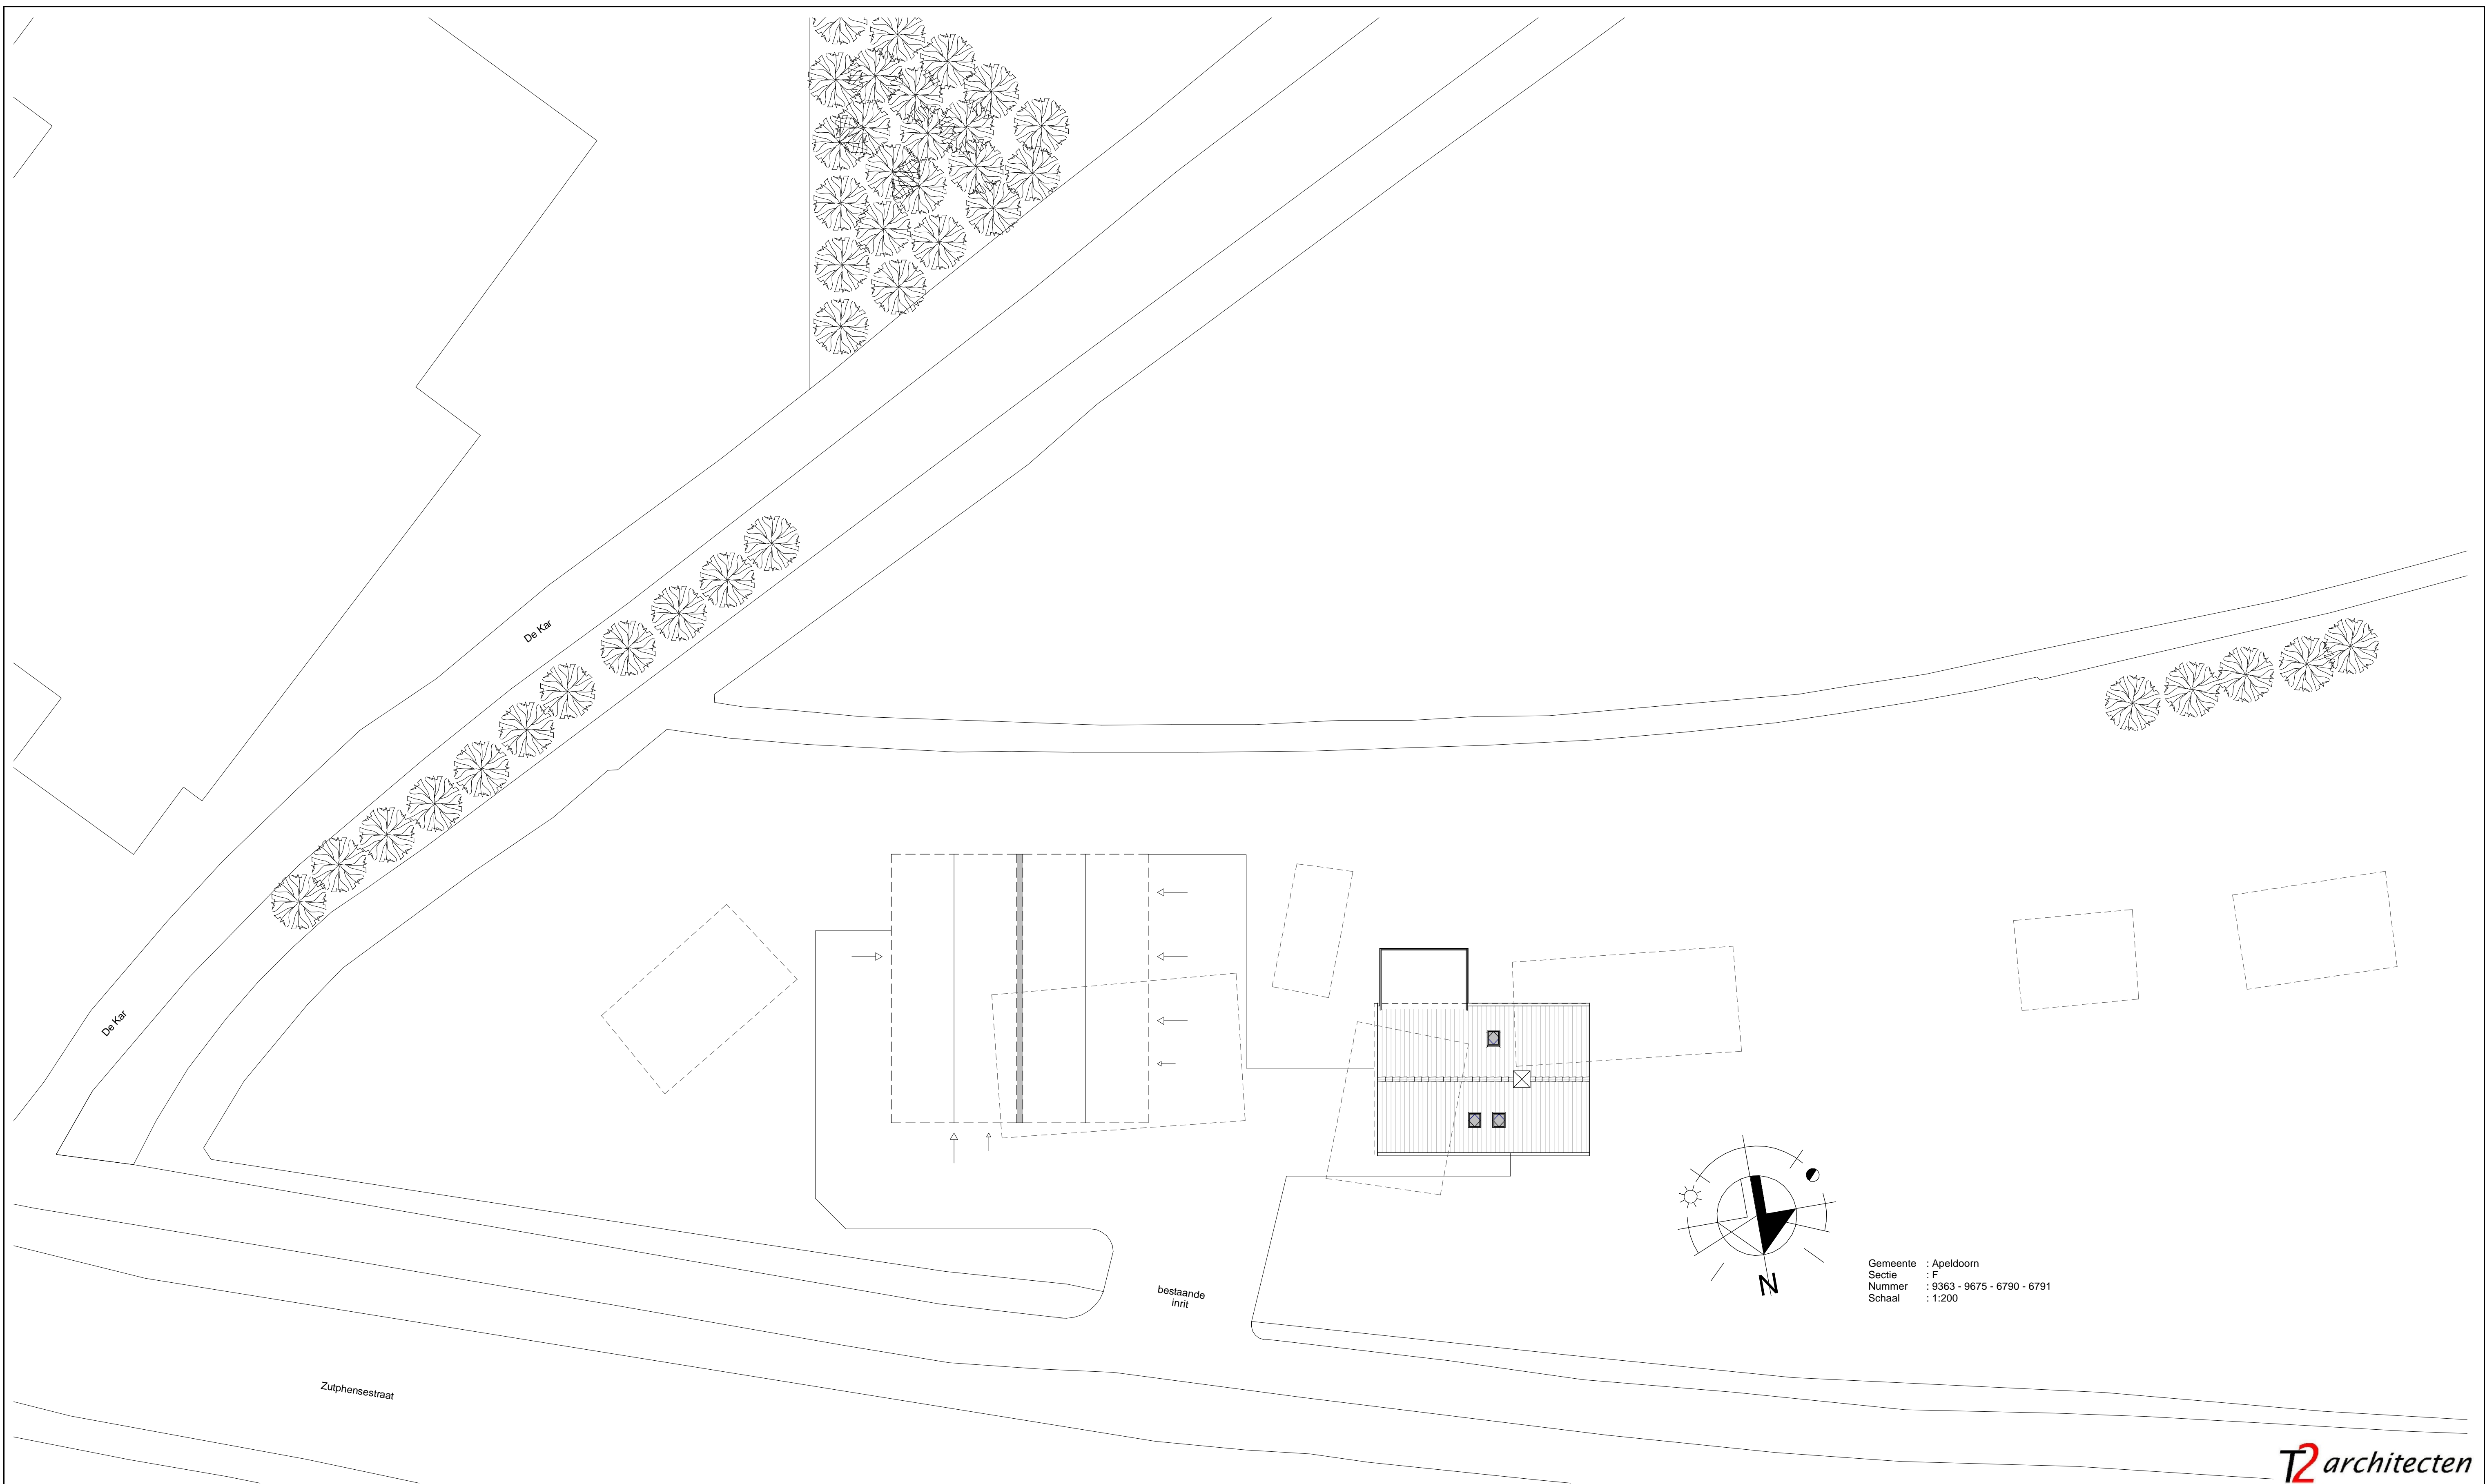 De Kar
De Kar
bestaande
inrit
N
Gemeente : Apeldoorn
Sectie : F
Nummer : 9363 - 9675 - 6790 - 6791
Schaal : 1:200
Zutphensestraat
T2 architecten